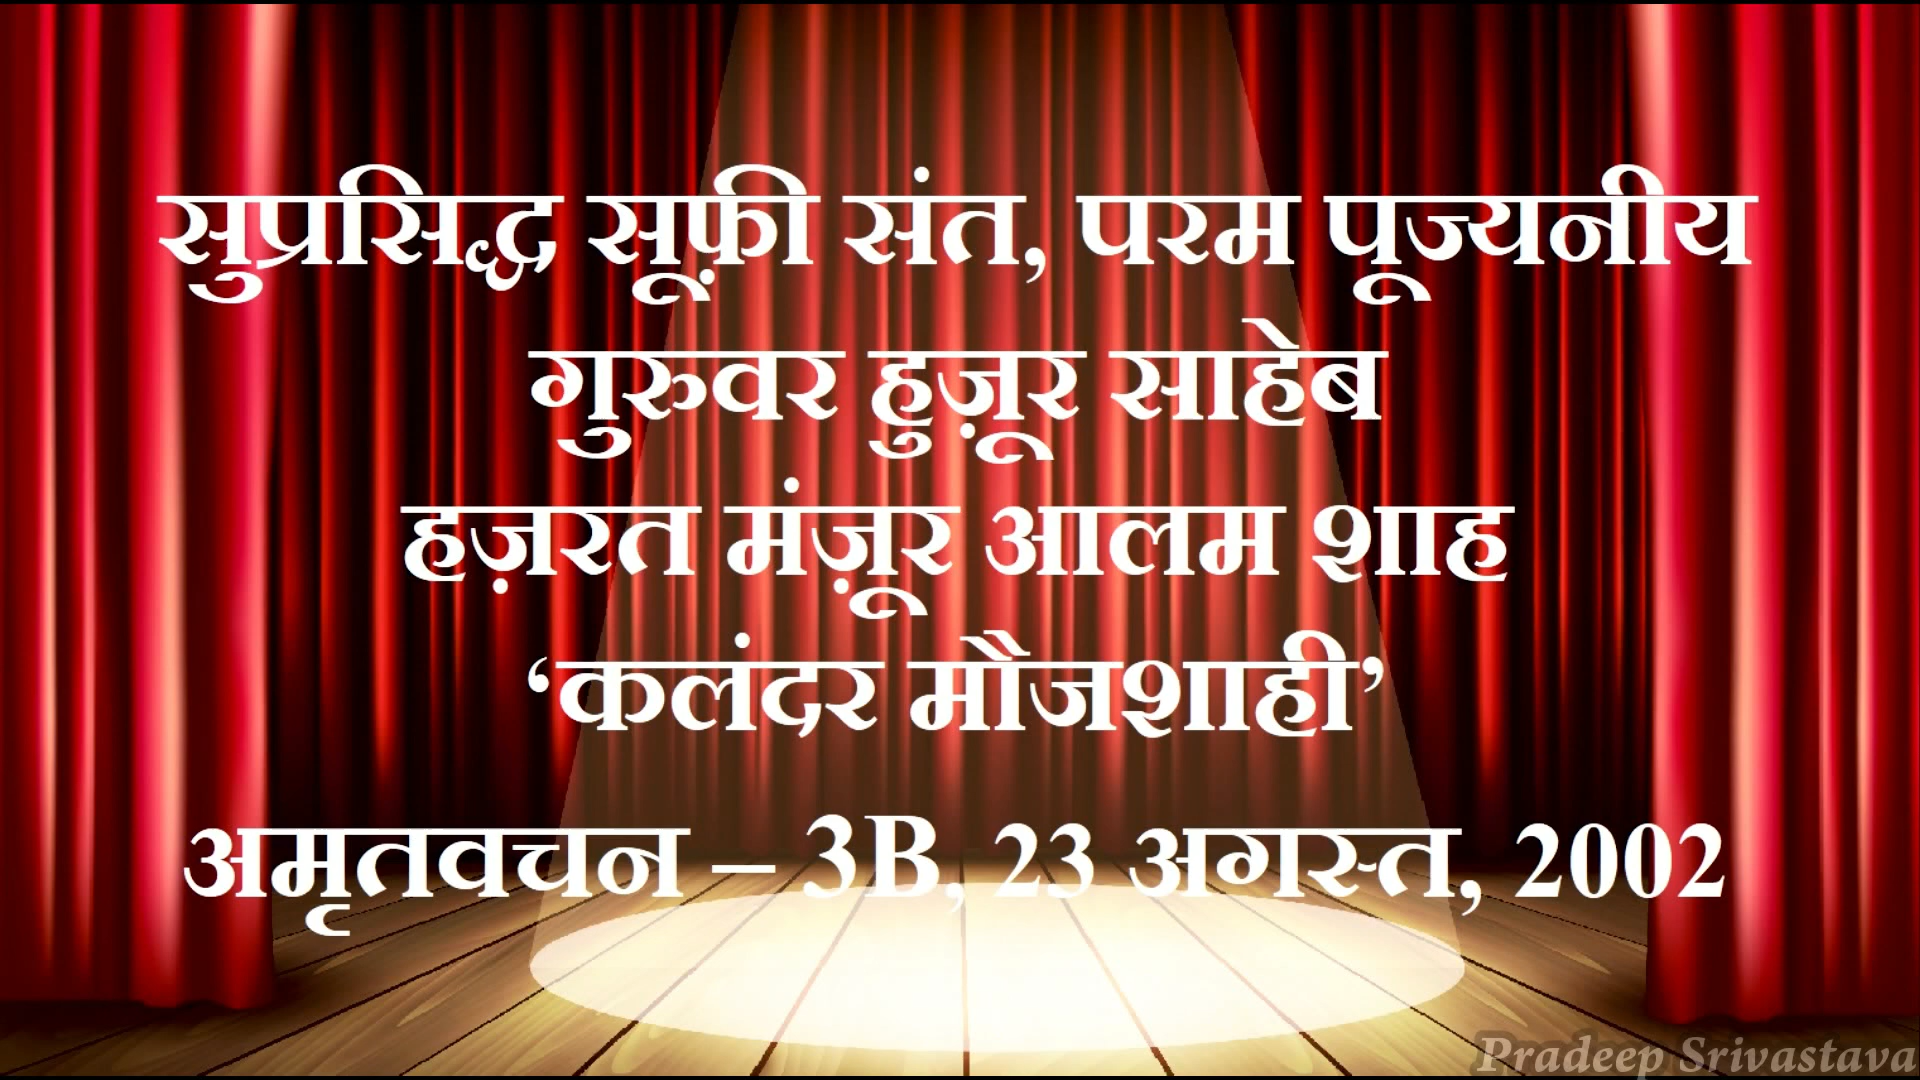 सुप्रसिद्ध सूफ़ी संत, परम पूज्यनीय
गुरुवर हुज़ूर साहेब
हज़रत मंज़ूर आलम शाह
‘कलंदर मौजशाही’
अमृतवचन – 3B, 23 अगस्त, 2002
Pradeep Srivastava